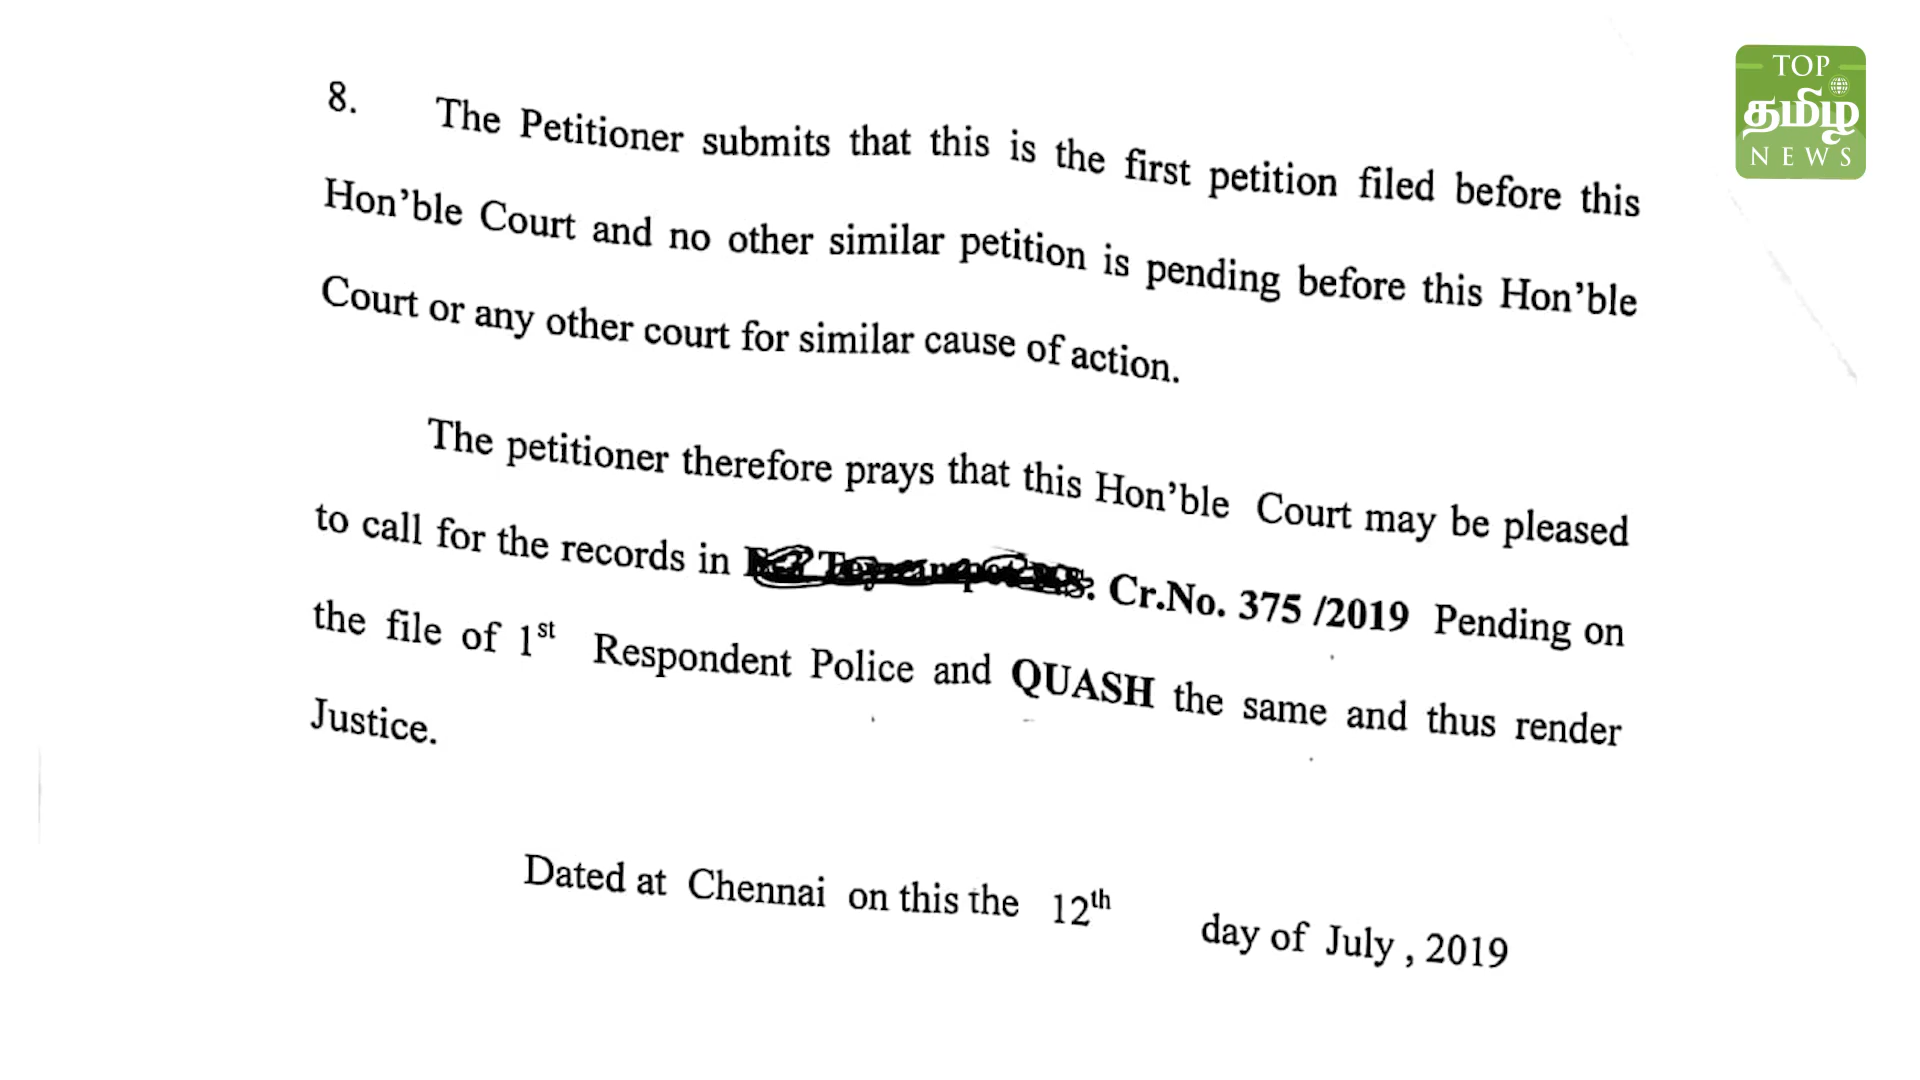 TOP
தமிழ்
NEWS
8. The Petitioner submits that this is the first petition filed before this
Hon'ble Court and no other similar petition is pending before this Hon'ble
Court or any other court for similar cause of action.
The petitioner therefore prays that this Hon'ble Court may be pleased
to call for the records in Cr.No. 375 /2019 Pending on
the file of 1st Respondent Police and QUASH the same and thus render
Justice.
Dated at Chennai on this the 12th day of July , 2019